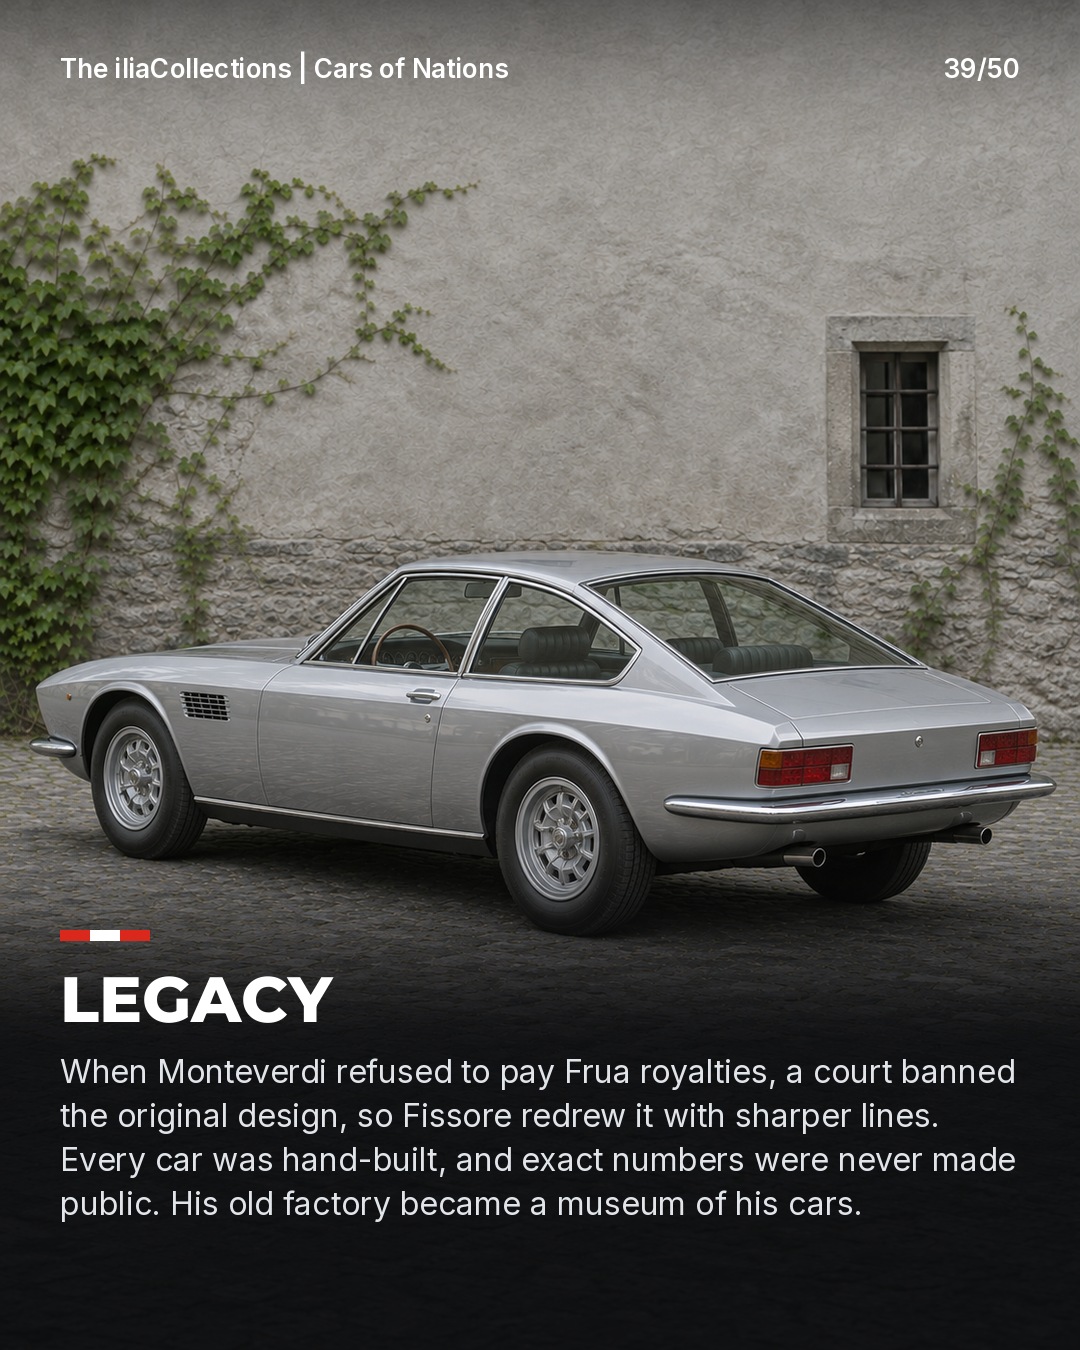 The iliaCollections | Cars of Nations
39/50
LEGACY
When Monteverdi refused to pay Frua royalties, a court banned
the original design, so Fissore redrew it with sharper lines.
Every car was hand-built, and exact numbers were never made
public. His old factory became a museum of his cars.